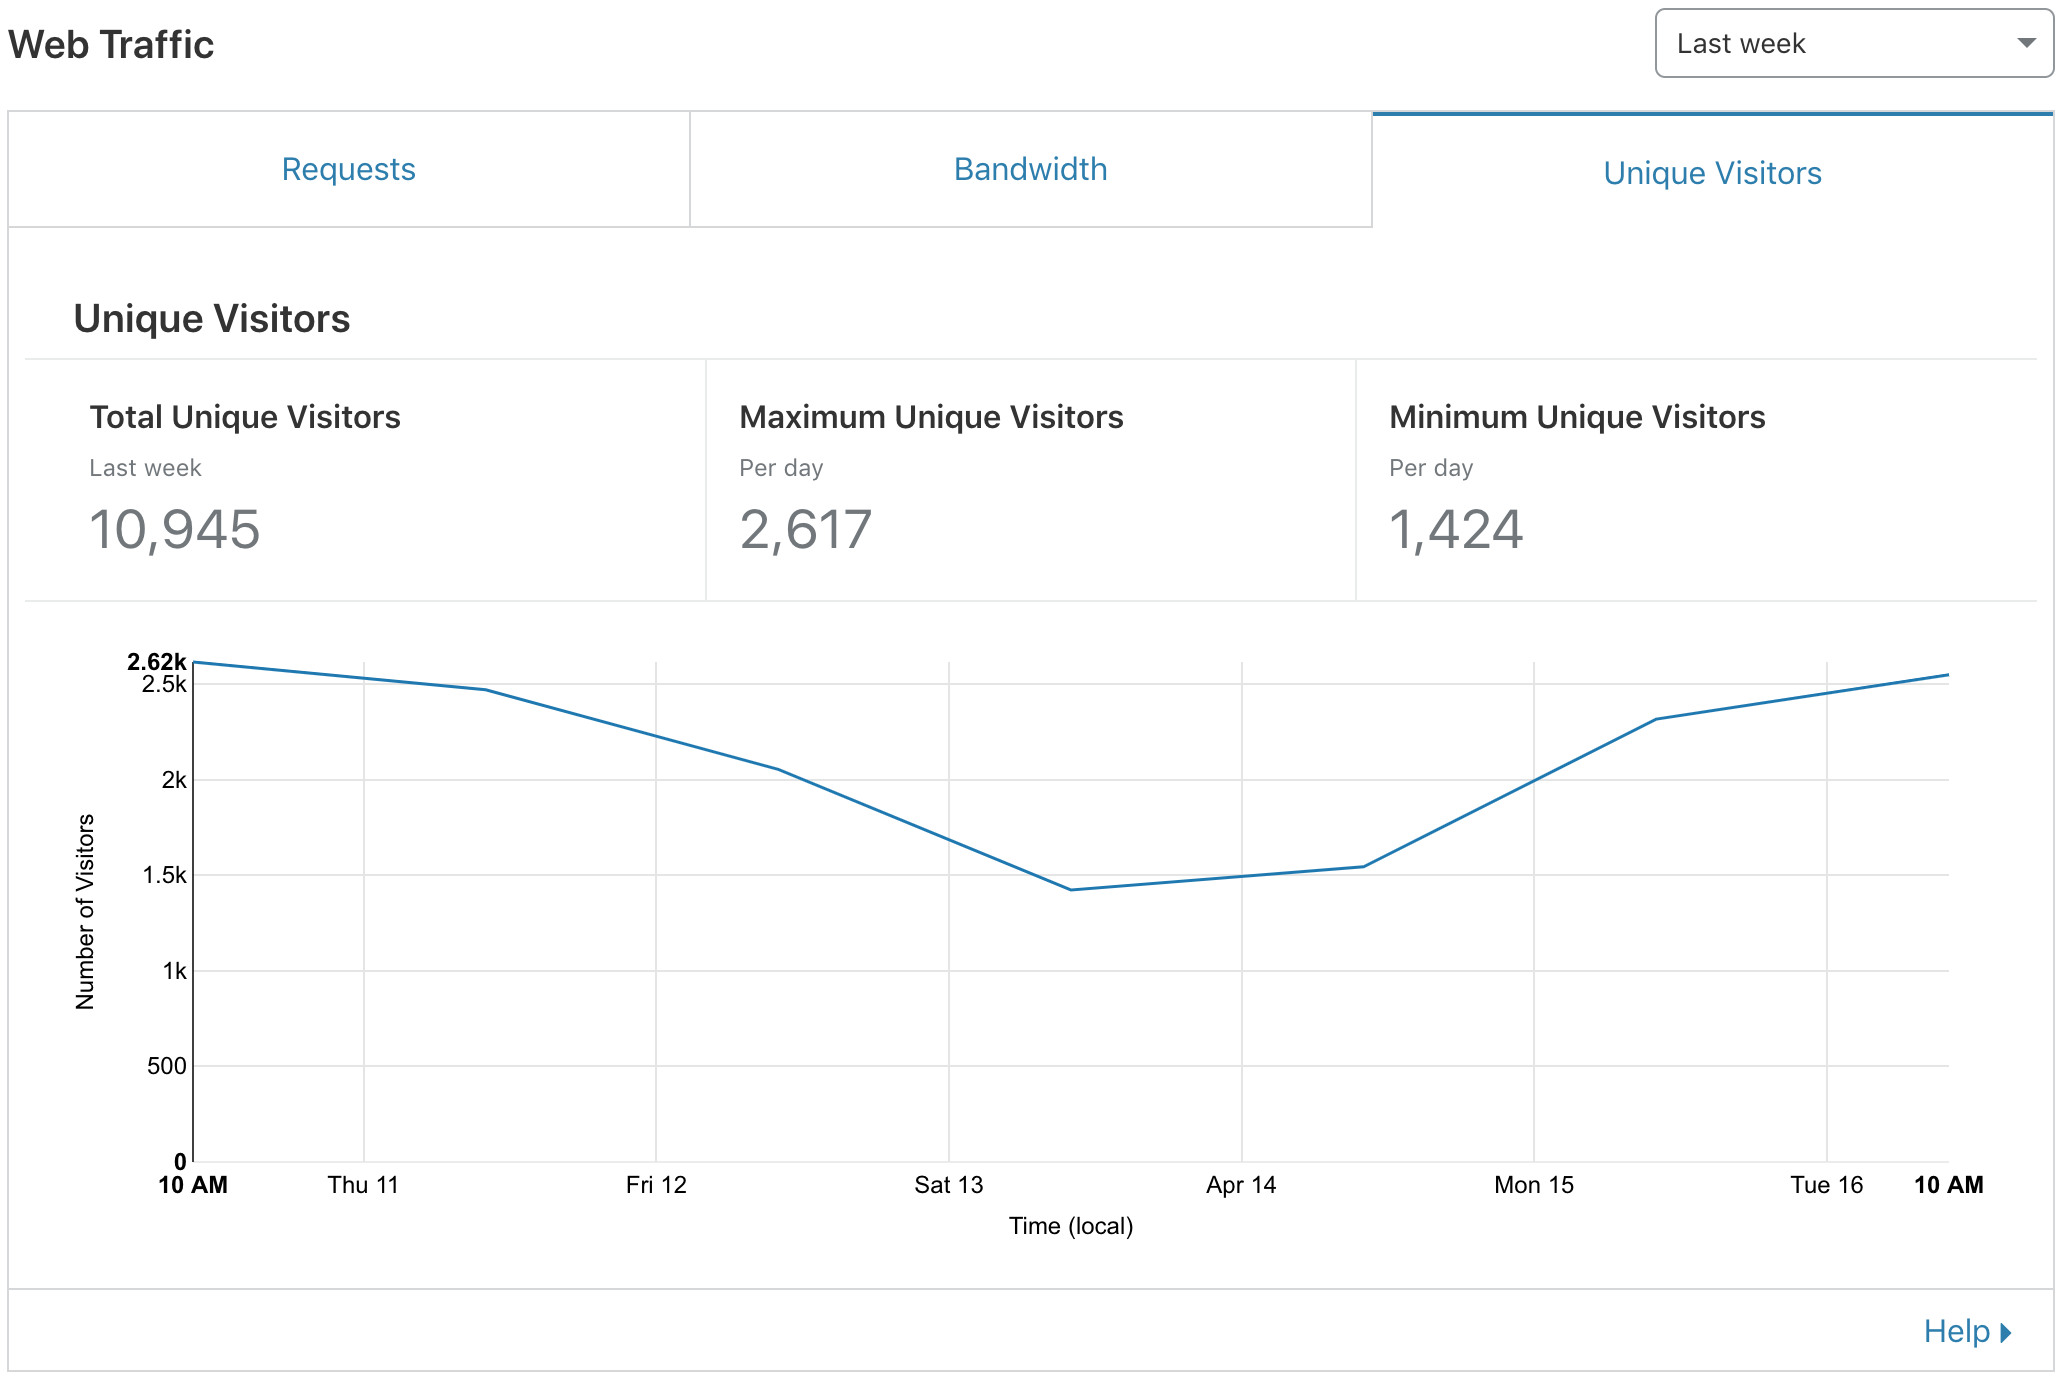 Web Traffic
Last week
Requests
Bandwidth
Unique Visitors
Unique Visitors
Total Unique Visitors
Last week
10,945
Maximum Unique Visitors
Per day
2,617
Minimum Unique Visitors
Per day
1,424
2.62k
2.5k
2k
1.5k
1k
500
0
Number of Visitors
10 AM
Thu 11
Fri 12
Sat 13
Apr 14
Mon 15
Tue 16
10 AM
Time (local)
Help